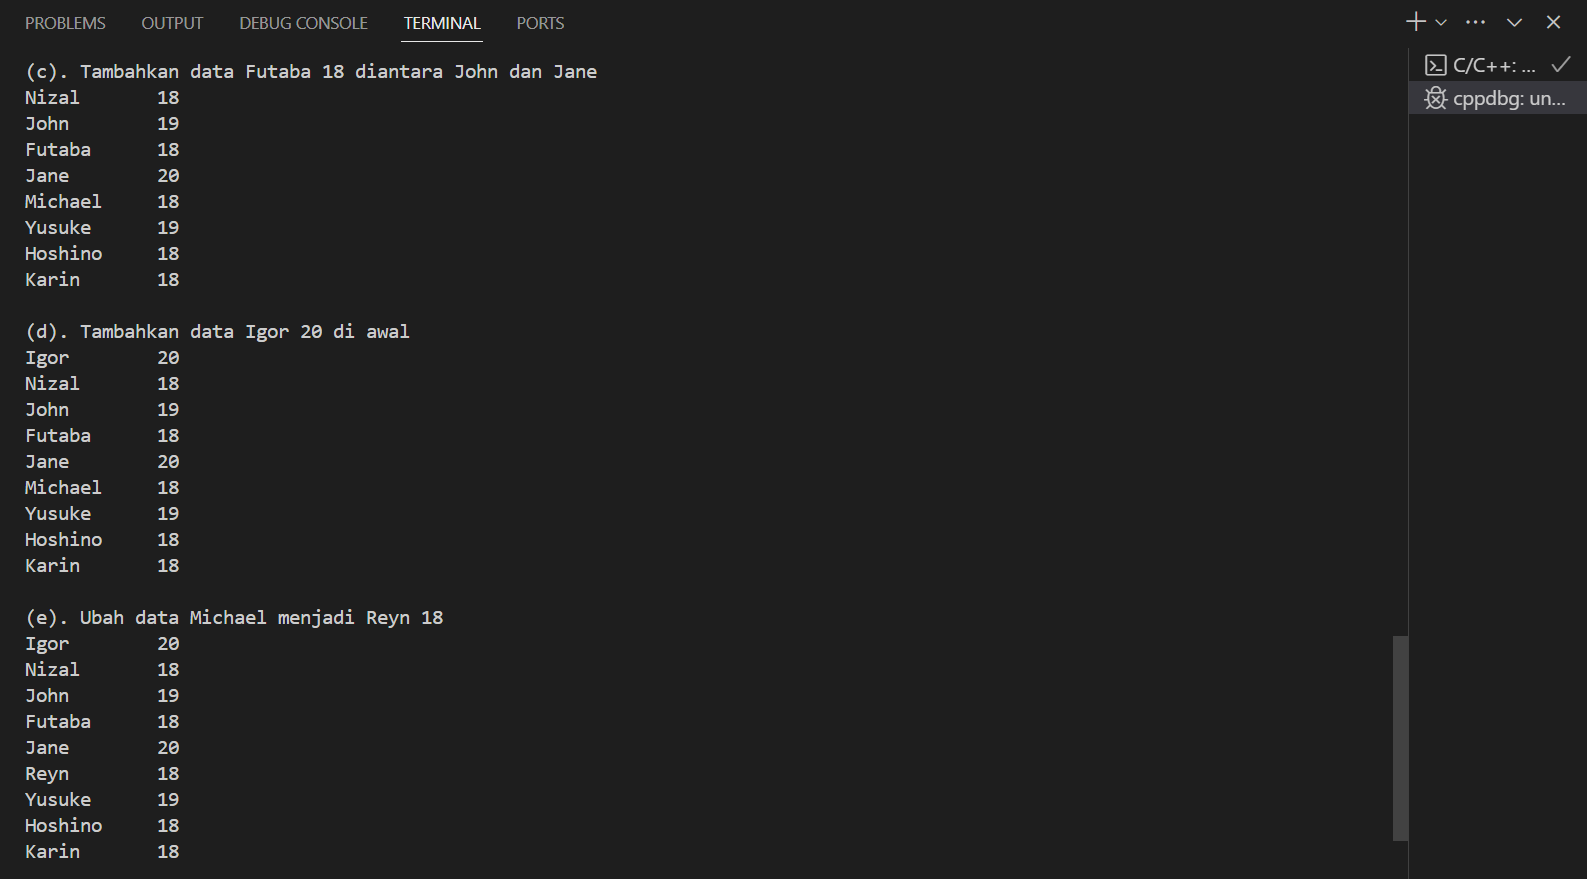 PROBLEMS OUTPUT DEBUG CONSOLE TERMINAL PORTS
(c). Tambahkan data Futaba 18 diantara John dan Jane
Nizal 18
John 19
Futaba 18
Jane 20
Michael 18
Yusuke 19
Hoshino 18
Karin 18
(d). Tambahkan data Igor 20 di awal
Igor 20
Nizal 18
John 19
Futaba 18
Jane 20
Michael 18
Yusuke 19
Hoshino 18
Karin 18
(e). Ubah data Michael menjadi Reyn 18
Igor 20
Nizal 18
John 19
Futaba 18
Jane 20
Reyn 18
Yusuke 19
Hoshino 18
Karin 18
C/C++: ...
cppdbg: un...